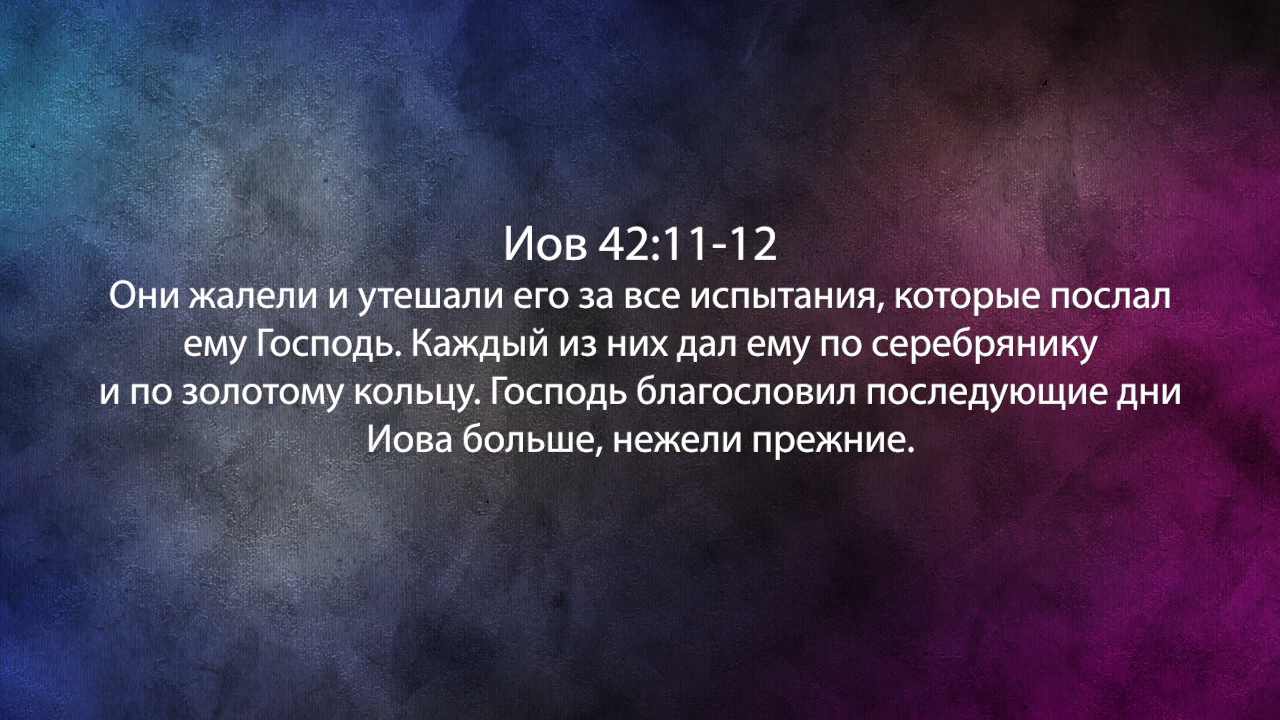 Иов 42:11-12
Они жалели и утешали его за все испытания, которые послал
ему Господь. Каждый из них дал ему по серебрянику
и по золотому кольцу. Господь благословил последующие дни
Иова больше, нежели прежние.